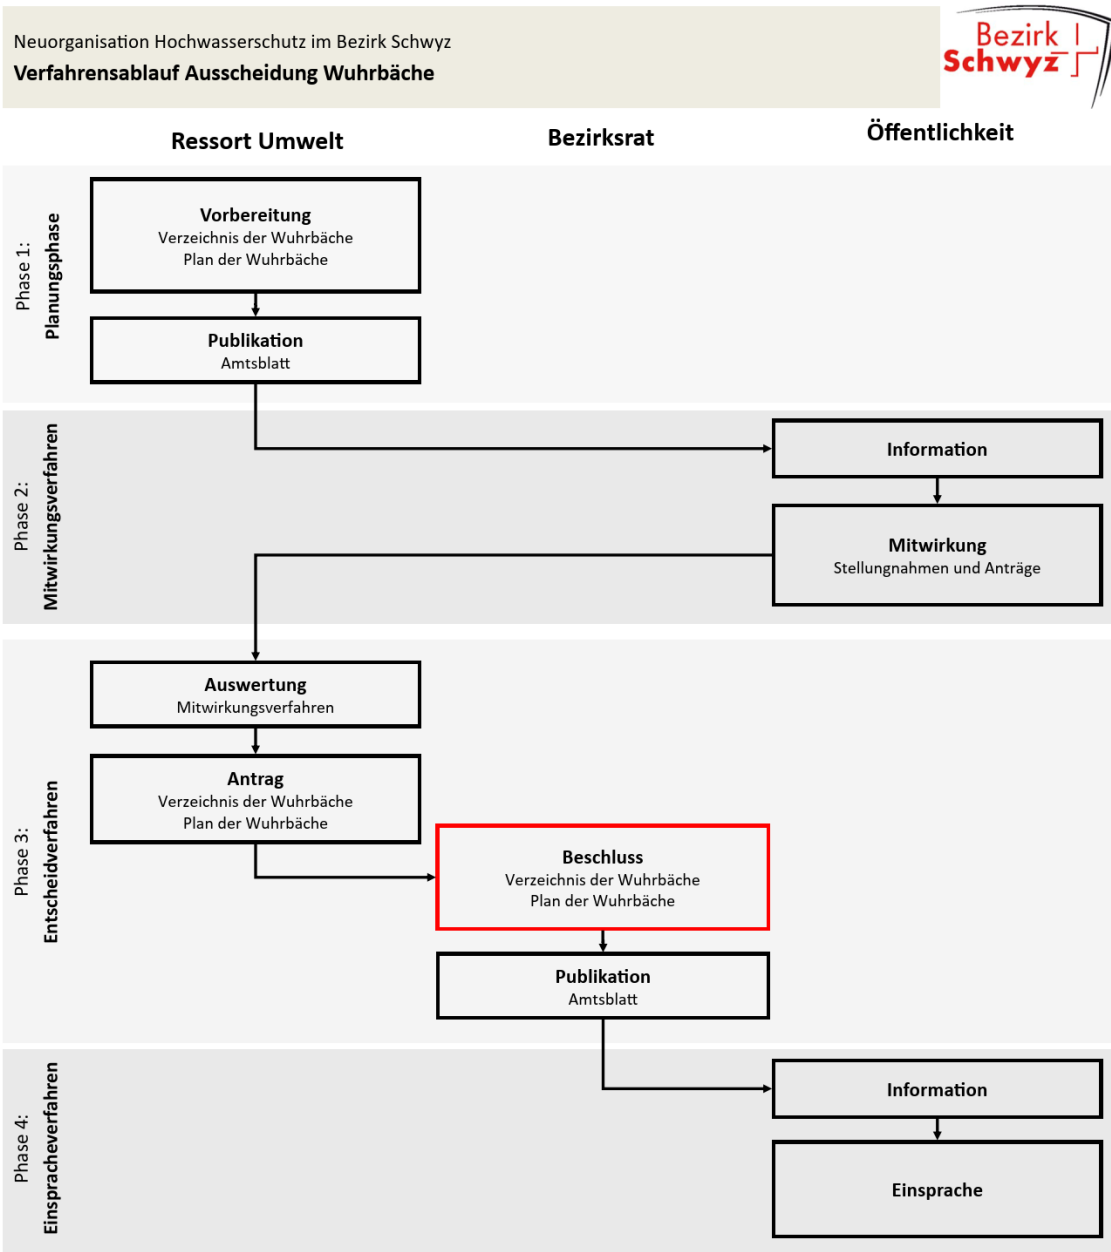 Neuorganisation Hochwasserschutz im Bezirk Schwyz
Verfahrensablauf Ausscheidung Wuhrbäche
Bezirk
Schwyz
Ressort Umwelt
Bezirksrat
Öffentlichkeit
Phase 1:
Planungsphase
Vorbereitung
Verzeichnis der Wuhrbäche
Plan der Wuhrbäche
Publikation
Amtsblatt
Phase 2:
Mitwirkungsverfahren
Information
Mitwirkung
Stellungnahmen und Anträge
Phase 3:
Entscheidverfahren
Auswertung
Mitwirkungsverfahren
Antrag
Verzeichnis der Wuhrbäche
Plan der Wuhrbäche
Beschluss
Verzeichnis der Wuhrbäche
Plan der Wuhrbäche
Publikation
Amtsblatt
Phase 4:
Einspracheverfahren
Information
Einsprache